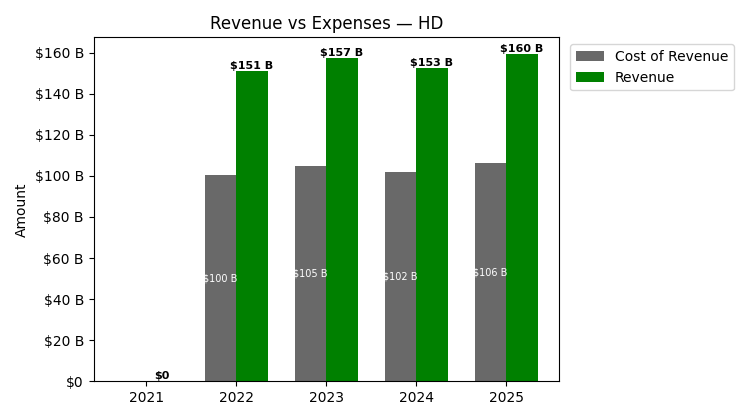 Revenue vs Expenses — HD
Cost of Revenue
Revenue
Amount
$160 B
$140 B
$120 B
$100 B
$80 B
$60 B
$40 B
$20 B
$0
$0
$151 B
$157 B
$153 B
$160 B
$100 B
$105 B
$102 B
$106 B
2021 2022 2023 2024 2025